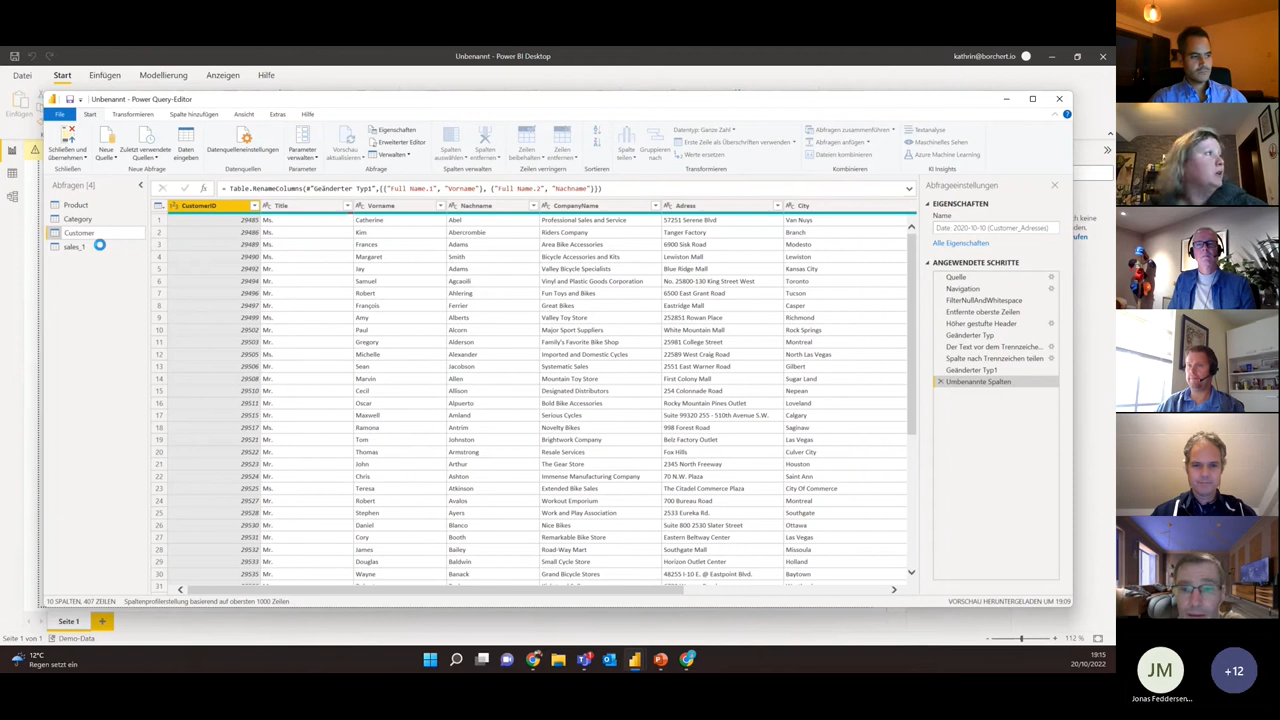 Unbenannt - Power BI Desktop
kathrin@borchert.io
Datei Start Einfügen Modellierung Anzeigen Hilfe
Einfügen
Unbenannt - Power Query-Editor
File Start Transformieren Spalte hinzufügen Ansicht Extras Hilfe
Schließen und übernehmen
Neue Quelle
Zuletzt verwendete Quellen
Daten eingeben
Datenquelleneinstellungen
Parameter verwalten
Vorschau aktualisieren
Eigenschaften
Erweiterter Editor
Verwalten
Spalten auswählen
Spalten entfernen
Zeilen beibehalten
Zeilen entfernen
Spalte teilen
Gruppieren nach
Datentyp: Ganze Zahl
Erste Zeile als Überschriften verwenden
Werte ersetzen
Abfragen zusammenführen
Abfragen anfügen
Dateien kombinieren
Textanalyse
Maschinelles Sehen
Azure Machine Learning
Schließen Neue Abfrage Datenquellen Parameter Abfrage Spalten verwalten Zeilen verringern Sortieren Transformieren Kombinieren KI Insights
Abfragen [4]
Product
Category
Customer
sales_1
= Table.RenameColumns(#"Geänderter Typ1",{{"Full Name.1", "Vorname"}, {"Full Name.2", "Nachname"}})
CustomerID Title Vorname Nachname CompanyName Adress City
1 29485 Ms. Catherine Abel Professional Sales and Service 57251 Serene Blvd Van Nuys
2 29486 Ms. Kim Abercrombie Riders Company Tanger Factory Branch
3 29489 Ms. Frances Adams Area Bike Accessories 6900 Sisk Road Modesto
4 29490 Ms. Margaret Smith Bicycle Accessories and Kits Lewiston Mall Lewiston
5 29492 Mr. Jay Adams Valley Bicycle Specialists Blue Ridge Mall Kansas City
6 29494 Mr. Samuel Agcaoili Vinyl and Plastic Goods Corporation No. 25800-130 King Street West Toronto
7 29496 Mr. Robert Ahlering Fun Toys and Bikes 6500 East Grant Road Tucson
8 29497 Mr. François Ferrier Great Bikes Eastridge Mall Casper
9 29499 Ms. Amy Alberts Valley Toy Store 252851 Rowan Place Richmond
10 29502 Mr. Paul Alcorn Major Sport Suppliers White Mountain Mall Rock Springs
11 29503 Mr. Gregory Alderson Family's Favorite Bike Shop 25981 College Street Montreal
12 29505 Ms. Michelle Alexander Imported and Domestic Cycles 22589 West Craig Road North Las Vegas
13 29506 Mr. Sean Jacobson Systematic Sales 2551 East Warner Road Gilbert
14 29508 Mr. Marvin Allen Mountain Toy Store First Colony Mall Sugar Land
15 29510 Mr. Cecil Allison Designated Distributors 254 Colonnade Road Nepean
16 29511 Mr. Oscar Alpuerto Rocky Mountain Pines Outlet Loveland
17 29515 Mr. Maxwell Amland Serious Cycles Suite 99320 255 - 510th Avenue S.W. Calgary
18 29517 Ms. Ramona Antrim Novelty Bikes 998 Forest Road Saginaw
19 29521 Mr. Tom Johnston Brightwork Company Belz Factory Outlet Las Vegas
20 29522 Mr. Thomas Armstrong Resale Services Fox Hills Culver City
21 29523 Mr. John Arthur The Gear Store 2345 North Freeway Houston
22 29524 Mr. Chris Ashton Immense Manufacturing Company 70 N.W. Plaza Saint Ann
23 29525 Ms. Teresa Atkinson Extended Bike Sales The Citadel Commerce Plaza City Of Commerce
24 29527 Mr. Robert Avalos Wooden Emporium 700 Bureau Road Montreal
25 29528 Mr. Stephen Ayers Work and Play Association 2533 Eureka Rd. Southgate
26 29530 Mr. Daniel Blanco Nice Bikes Suite 800 2530 Slater Street Ottawa
27 29531 Mr. Cory Booth Remarkable Bike Store Eastern Beltway Center Las Vegas
28 29532 Mr. James Bailey Road-Way Mart Southgate Mall Missoula
29 29533 Mr. Douglas Baldwin Small Cycle Store Horizon Outlet Center Holland
30 29535 Mr. Wayne Banack Grand Bicycle Stores 48255 I-10 E. @ Eastpoint Blvd. Baytown
31
Abfrageeinstellungen
EIGENSCHAFTEN
Name
Date: 2020-10-10 (Customer_Adresses)
Alle Eigenschaften
ANGEWENDETE SCHRITTE
Quelle
Navigation
FilterNullAndWhitespace
Entfernte oberste Zeilen
Höher gestufte Header
Geänderter Typ
Der Text vor dem Trennzeiche...
Spalte nach Trennzeichen teilen
Geänderter Typ1
Umbenannte Spalten
10 SPALTEN, 407 ZEILEN Spaltenprofilerstellung basierend auf obersten 1000 Zeilen
VORSCHAU HERUNTERGELADEN UM 19:09
Seite 1
Seite 1 von 1 Demo-Data
112 %
12°C
Regen setzt ein
19:15
20/10/2022
JM
Jonas Feddersen...
+12